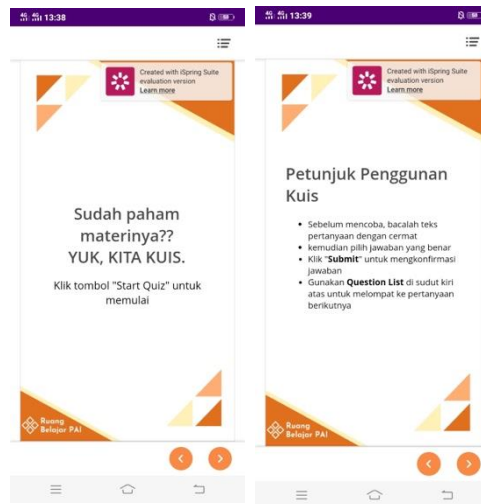 13:38
Created with iSpring Suite
evaluation version
Learn more
Sudah paham
materinya??
YUK, KITA KUIS.
Klik tombol "Start Quiz" untuk
memulai
Ruang
Belajar PAI
13:39
Created with iSpring Suite
evaluation version
Learn more
Petunjuk Penggunan
Kuis
• Sebelum mencoba, bacalah teks
pertanyaan dengan cermat
• kemudian pilih jawaban yang benar
• Klik "Submit" untuk mengkonfirmasi
jawaban
• Gunakan Question List di sudut kiri
atas untuk melompat ke pertanyaan
berikutnya
Ruang
Belajar PAI